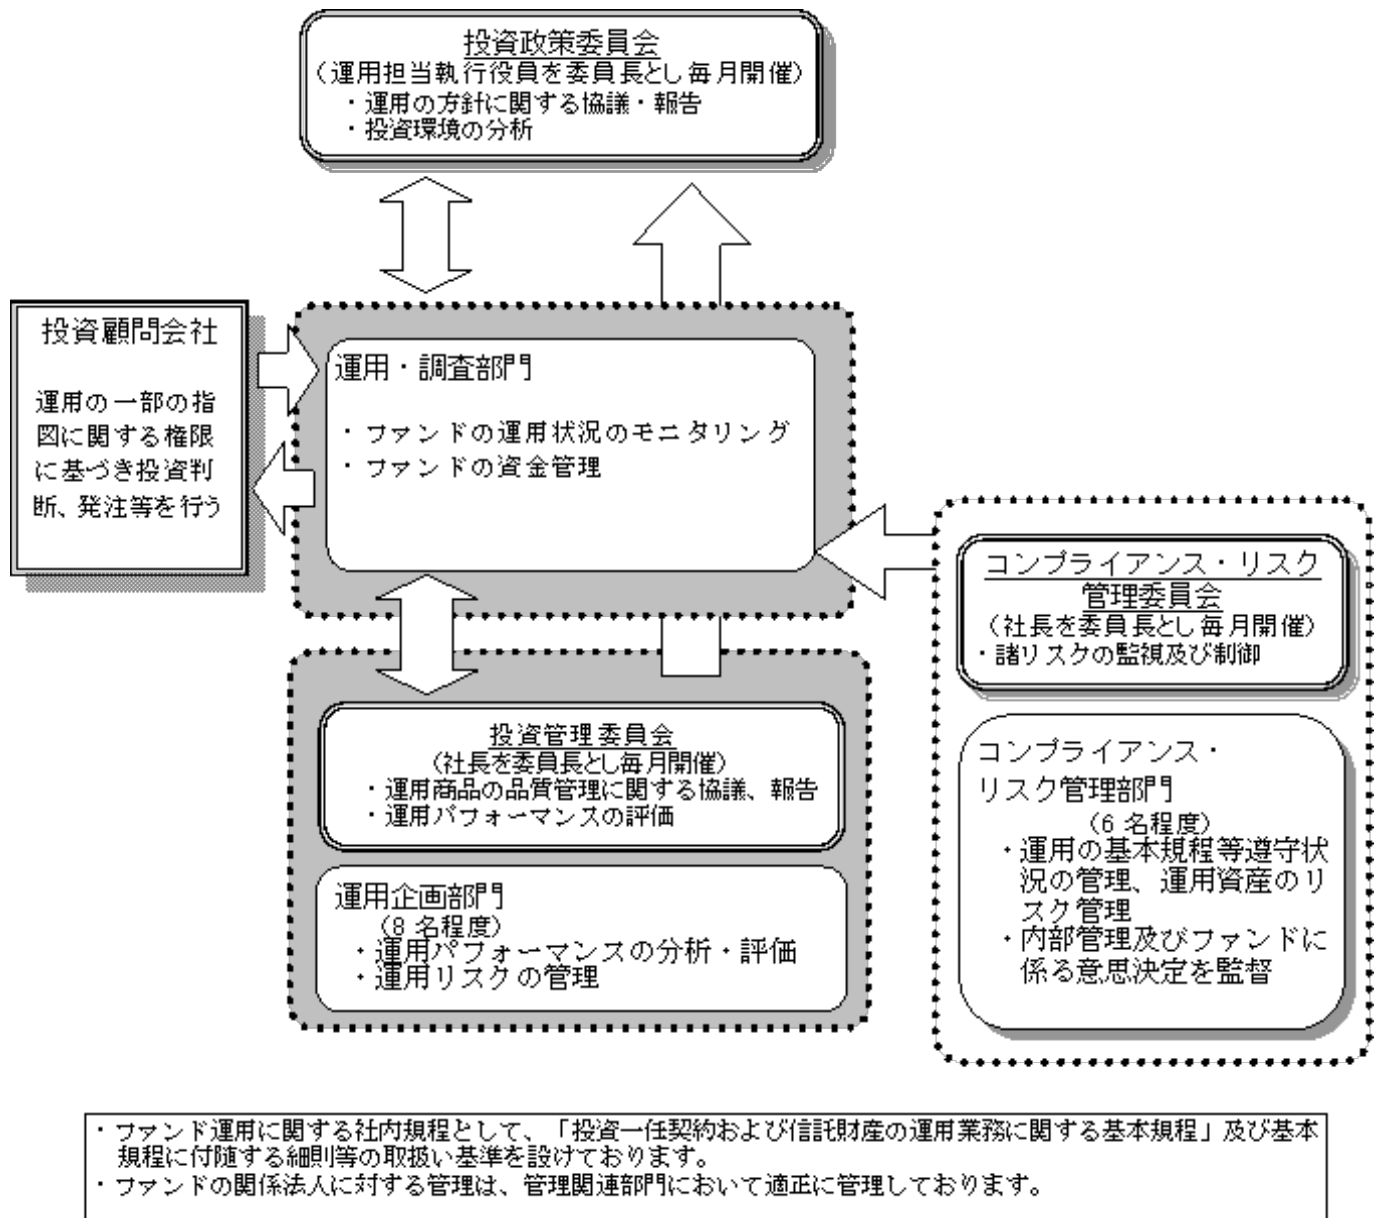 投資政策委員会
(運用担当執行役員を委員長とし毎月開催)
・運用の方針に関する協議・報告
・投資環境の分析
投資顧問会社
運用の一部の指
図に関する権限
に基づき投資判
断、発注等を行う
運用・調査部門
・ファンドの運用状況のモニタリング
・ファンドの資金管理
コンプライアンス・リスク
管理委員会
(社長を委員長とし毎月開催)
・諸リスクの監視及び制御
コンプライアンス・
リスク管理部門
(6名程度)
・運用の基本規程等遵守状
況の管理、運用資産のリ
スク管理
・内部管理及びファンドに
係る意思決定を監督
投資管理委員会
(社長を委員長とし毎月開催)
・運用商品の品質管理に関する協議、報告
・運用パフォーマンスの評価
運用企画部門
(8名程度)
・運用パフォーマンスの分析・評価
・運用リスクの管理
・ファンド運用に関する社内規程として、「投資一任契約および信託財産の運用業務に関する基本規程」及び基本
規程に付随する細則等の取扱い基準を設けております。
・ファンドの関係法人に対する管理は、管理関連部門において適正に管理しております。